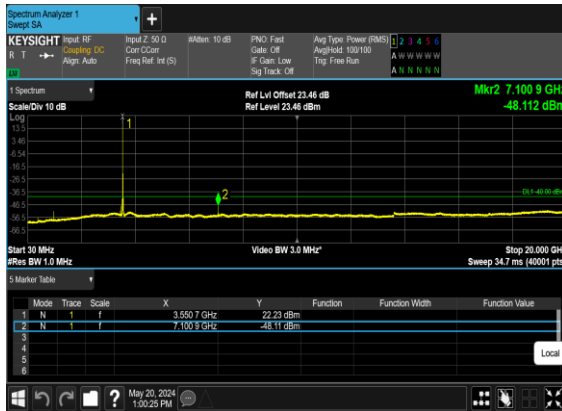 Spectrum Analyzer 1
Swept SA
+
KEYSIGHT
R T
LXI
Input: RF
Coupling: DC
Align: Auto
Input Z: 50 Ω
Corr CCorr
Freq Ref: Int (S)
#Atten: 10 dB
PNO: Fast
Gate: Off
IF Gain: Low
Sig Track: Off
Avg Type: Power (RMS)
Avg|Hold: 100/100
Trig: Free Run
1 2 3 4 5 6
A W W W W W
A N N N N N
1 Spectrum
Scale/Div 10 dB
Ref Lvl Offset 23.46 dB
Ref Level 23.46 dBm
Mkr2 7.100 9 GHz
-48.112 dBm
Log
13.5
3.46
-6.54
-16.5
-26.5
-36.5
-46.5
-56.5
-66.5
1
2
DL1 -40.00 dBm
Start 30 MHz
#Res BW 1.0 MHz
Video BW 3.0 MHz*
Stop 20.000 GHz
Sweep 34.7 ms (40001 pts)
5 Marker Table
Mode Trace Scale X Y Function Function Width Function Value
1 N 1 f 3.550 7 GHz 22.23 dBm
2 N 1 f 7.100 9 GHz -48.11 dBm
3
4
5
6
Local
?
May 20, 2024
1:00:25 PM